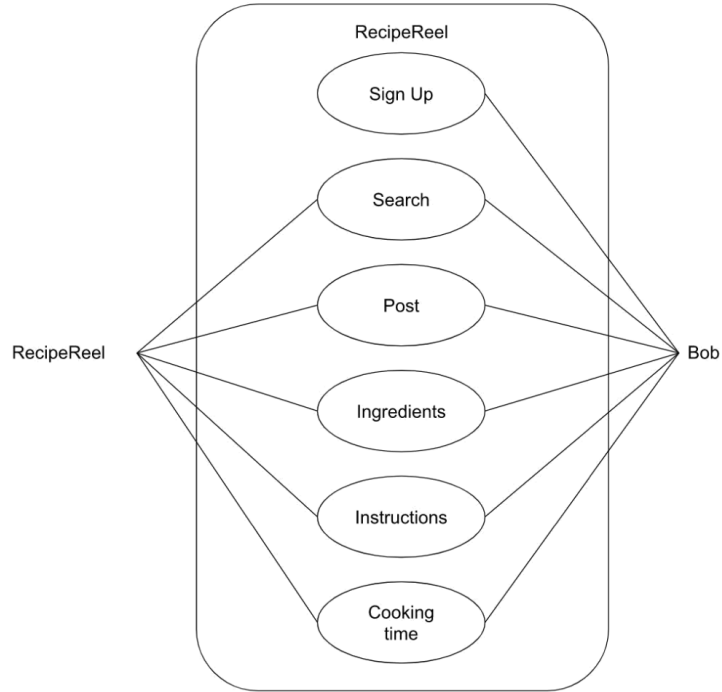 RecipeReel
Sign Up
Search
Post
RecipeReel
Bob
Ingredients
Instructions
Cooking
time